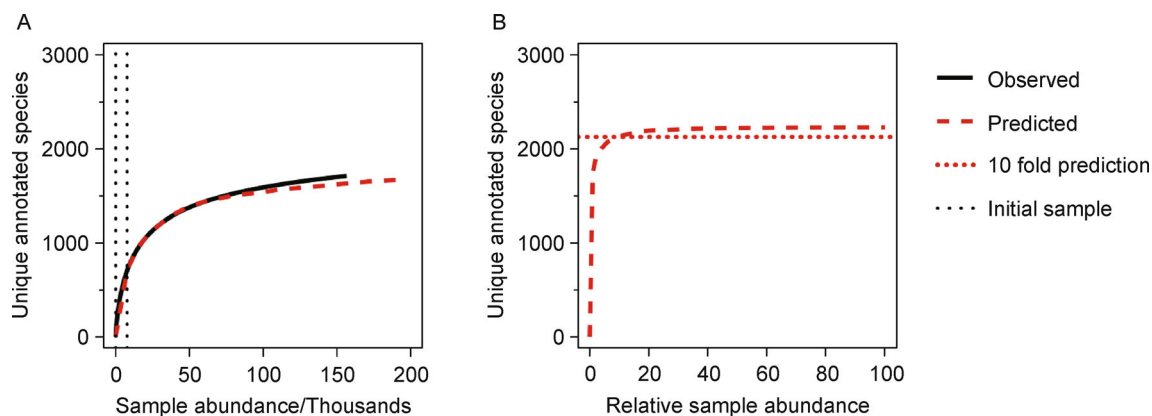 A
3000
2000
1000
0
Unique annotated species
0
50
100
150
200
Sample abundance/Thousands
B
3000
2000
1000
0
Unique annotated species
0
20
40
60
80
100
Relative sample abundance
Observed
Predicted
10 fold prediction
Initial sample